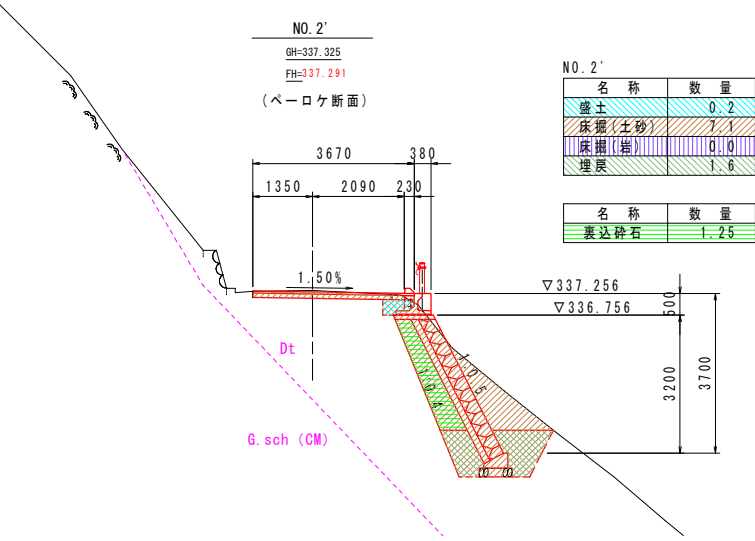 NO.2'
GH=337.325
FH=337.291
(ペーロケ断面)
NO.2'
名 称 数 量
盛土 0.2
床掘(土砂) 7.1
床掘(岩) 0.0
埋戻 1.6
名 称 数 量
裏込砕石 1.25
3670 380
1350 2090 230
1.50%
▽337.256
▽336.756
500
3200
3700
Dt
G.sch (CM)
1:0.5
1:0.4